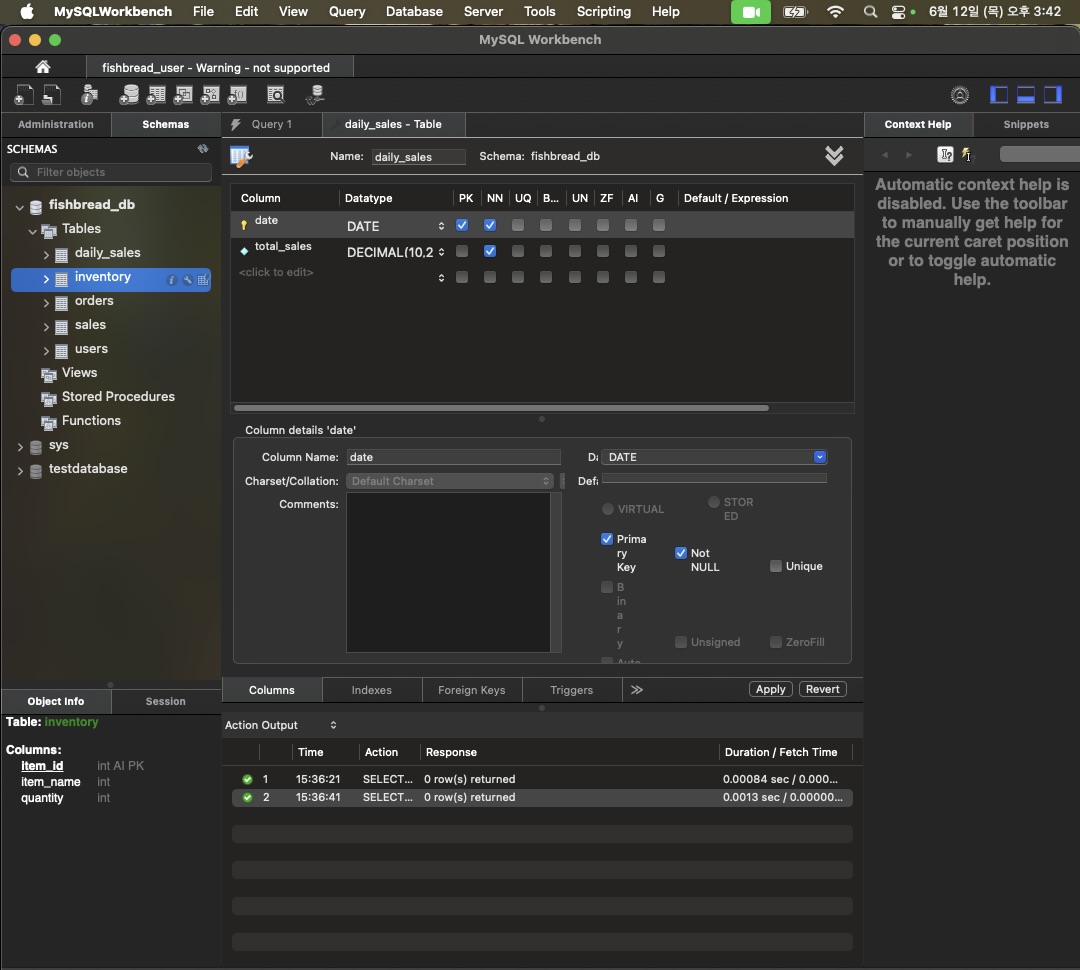 MySQLWorkbench File Edit View Query Database Server Tools Scripting Help 6월 12일 (목) 오후 3:42
MySQL Workbench
fishbread_user - Warning - not supported
Administration Schemas
SCHEMAS
Filter objects
fishbread_db
Tables
daily_sales
inventory
orders
sales
users
Views
Stored Procedures
Functions
sys
testdatabase
Object Info Session
Table: inventory
Columns:
item_id int AI PK
item_name int
quantity int
Query 1 daily_sales - Table
Name: daily_sales Schema: fishbread_db
Column Datatype PK NN UQ B... UN ZF AI G Default / Expression
date DATE
total_sales DECIMAL(10,2
<click to edit>
Column details 'date'
Column Name: date
Charset/Collation: Default Charset
Comments:
Da DATE
Defa
VIRTUAL
STOR
ED
Prima
ry
Key
Not
NULL
Unique
B
in
a
r
y
Unsigned
ZeroFill
Auto
Columns Indexes Foreign Keys Triggers Apply Revert
Action Output
Time Action Response Duration / Fetch Time
1 15:36:21 SELECT... 0 row(s) returned 0.00084 sec / 0.000...
2 15:36:41 SELECT... 0 row(s) returned 0.0013 sec / 0.00000...
Context Help Snippets
Automatic context help is
disabled. Use the toolbar
to manually get help for
the current caret position
or to toggle automatic
help.